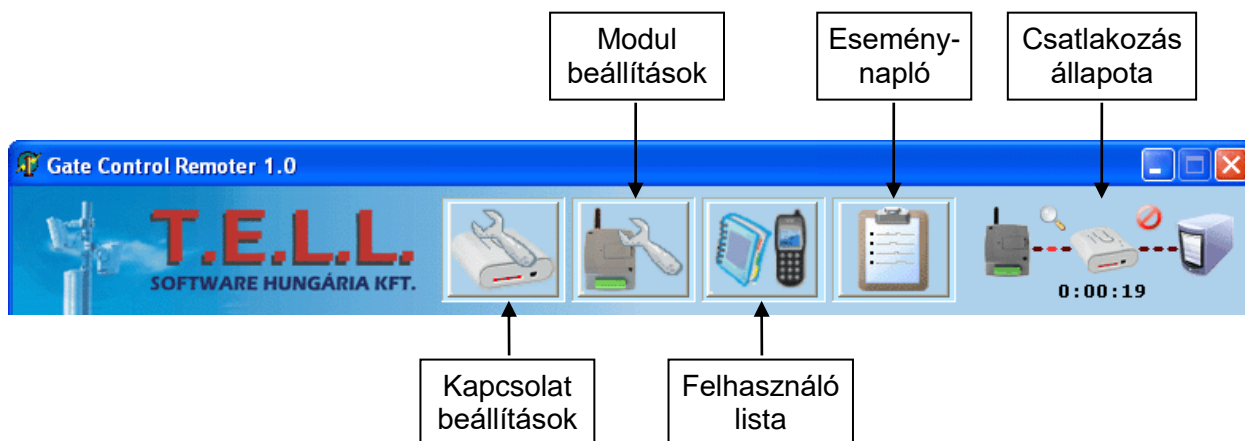 Modul
beállítások
Esemény-
napló
Csatlakozás
állapota
Gate Control Remoter 1.0
T.E.L.L.
SOFTWARE HUNGÁRIA KFT.
0:00:19
Kapcsolat
beállítások
Felhasználó
lista